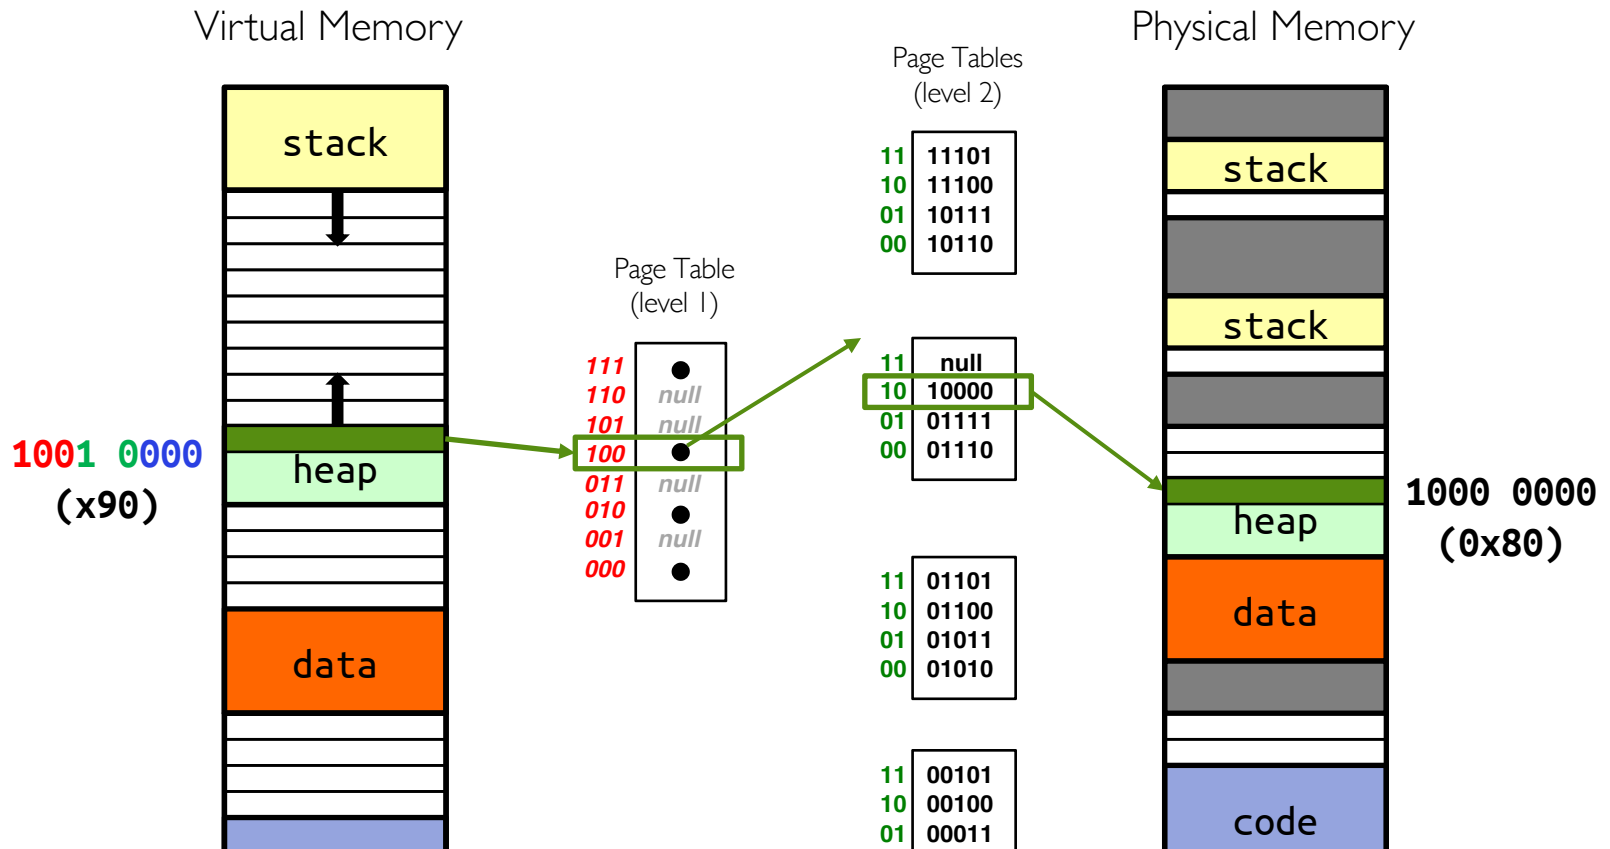 Virtual Memory
Physical Memory
Page Tables
(level 2)
stack
11 11101
10 11100
01 10111
00 10110
stack
Page Table
(level 1)
stack
111
110 null
101 null
100
011 null
010
001 null
000
11 null
10 10000
01 01111
00 01110
1001 0000
(x90)
heap
1000 0000
(0x80)
heap
11 01101
10 01100
01 01011
00 01010
data
data
11 00101
10 00100
01 00011
code